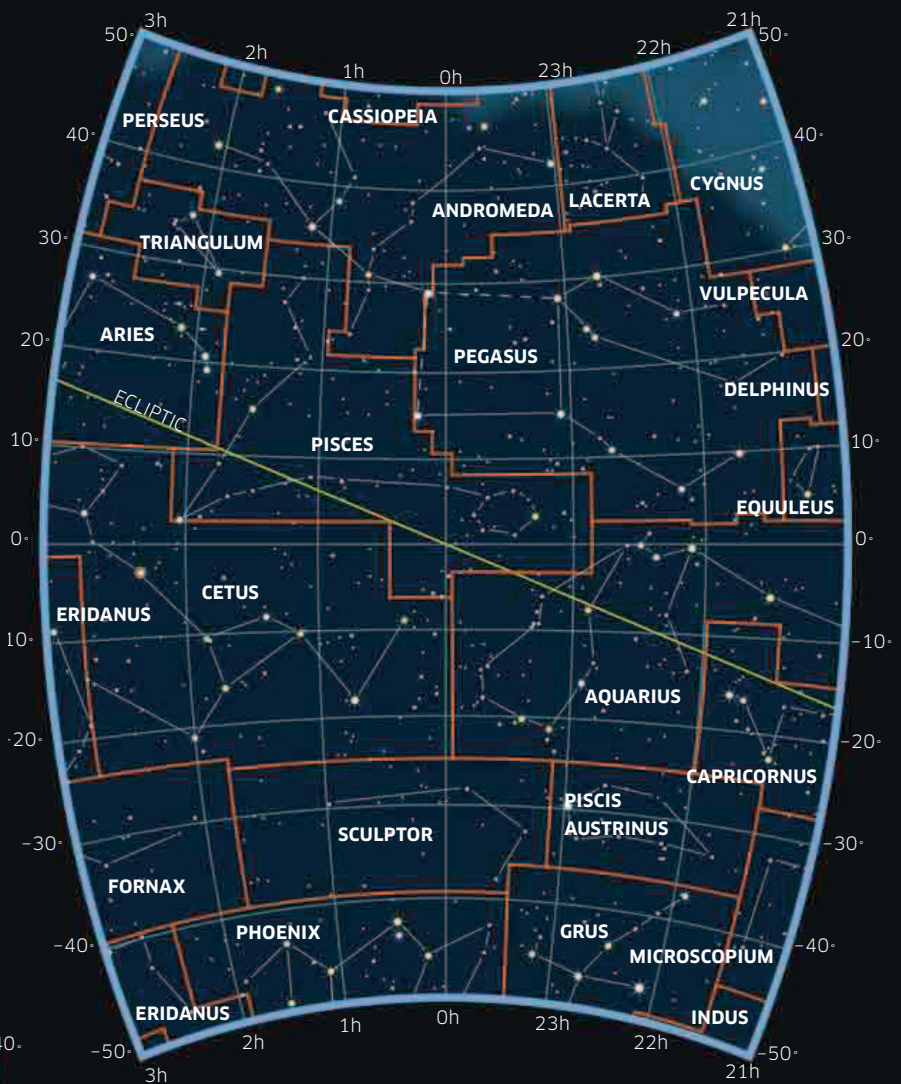 3h
21h
50°
50°
2h
22h
1h
0h
23h
PERSEUS
CASSIOPEIA
40°
40°
CYGNUS
LACERTA
ANDROMEDA
30°
TRIANGULUM
30°
VULPECULA
ARIES
20°
20°
PEGASUS
DELPHINUS
ECLIPTIC
10°
PISCES
10°
EQUULEUS
0°
0°
CETUS
ERIDANUS
10°
-10°
AQUARIUS
-20°
-20°
CAPRICORNUS
PISCIS
AUSTRINUS
SCULPTOR
-30°
-30°
FORNAX
PHOENIX
GRUS
-40°
-40°
MICROSCOPIUM
ERIDANUS
INDUS
0h
1h
23h
2h
22h
40°
-50°
-50°
3h
21h